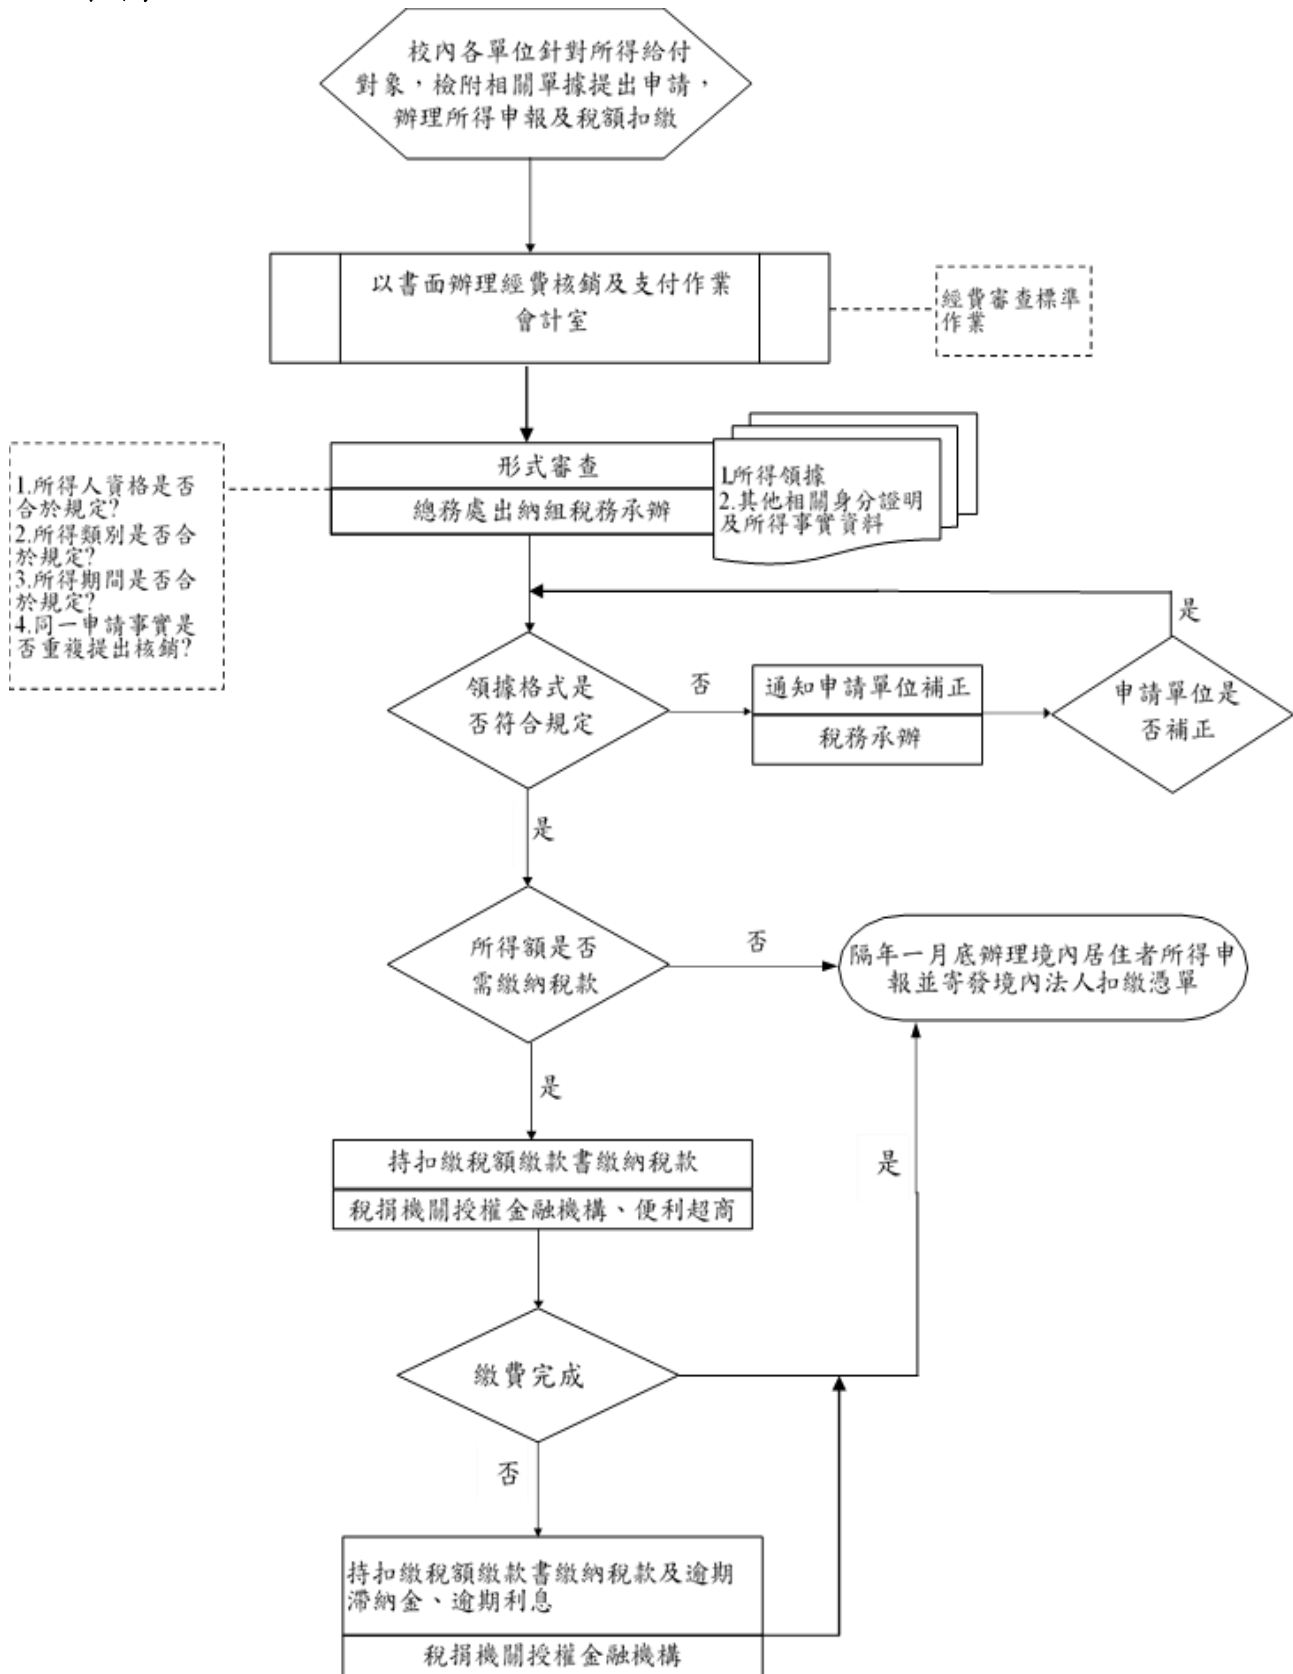 校內各單位針對所得給付
對象，檢附相關單據提出申請，
辦理所得申報及稅額扣繳
以書面辦理經費核銷及支付作業
會計室
經費審查標準
作業
形式審查
總務處出納組稅務承辦
1.所得領據
2.其他相關身分證明
及所得事實資料
1.所得人資格是否
合於規定?
2.所得類別是否合
於規定?
3.所得期間是否合
於規定?
4.同一申請事實是
否重複提出核銷?
是
領據格式是
否符合規定
否
通知申請單位補正
稅務承辦
申請單位是
否補正
是
所得額是否
需繳納稅款
否
隔年一月底辦理境內居住者所得申
報並寄發境內法人扣繳憑單
是
持扣繳稅額繳款書繳納稅款
稅捐機關授權金融機構、便利超商
是
繳費完成
否
持扣繳稅額繳款書繳納稅款及逾期
滯納金、逾期利息
稅捐機關授權金融機構